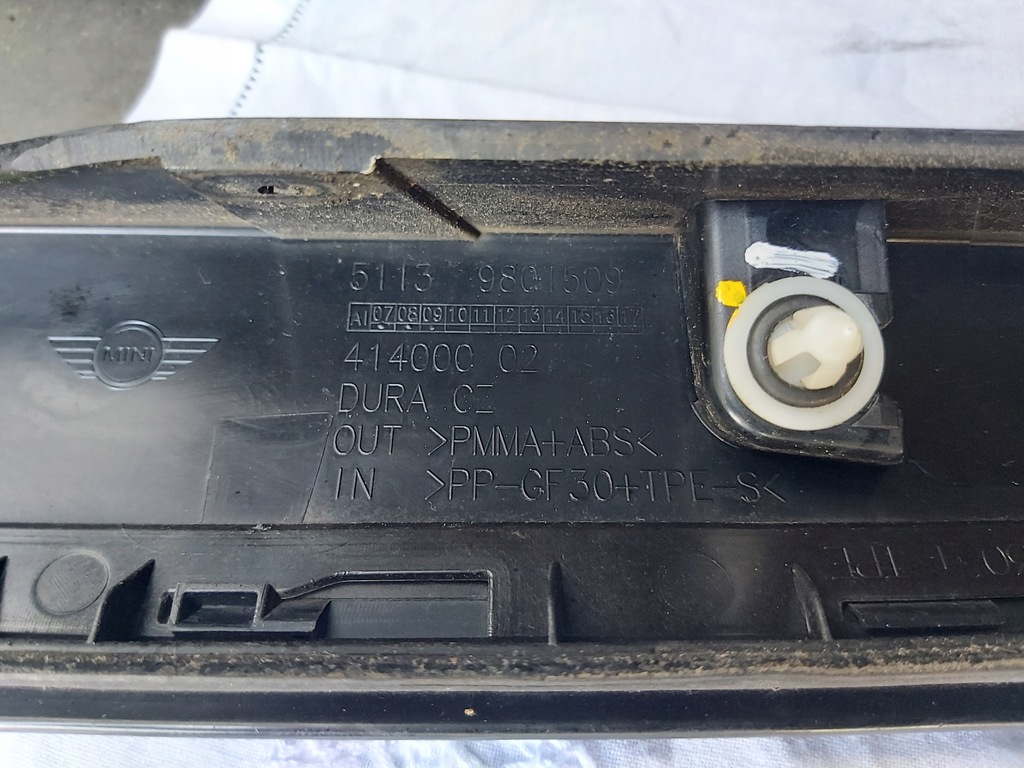 5113 9801509
AI 07 08 09 10 11 12 13 14 15 16 17
MINI
414000 02
DURA CZ
OUT >PMMA+ABS<
IN >PP-GF30+TPE-S<